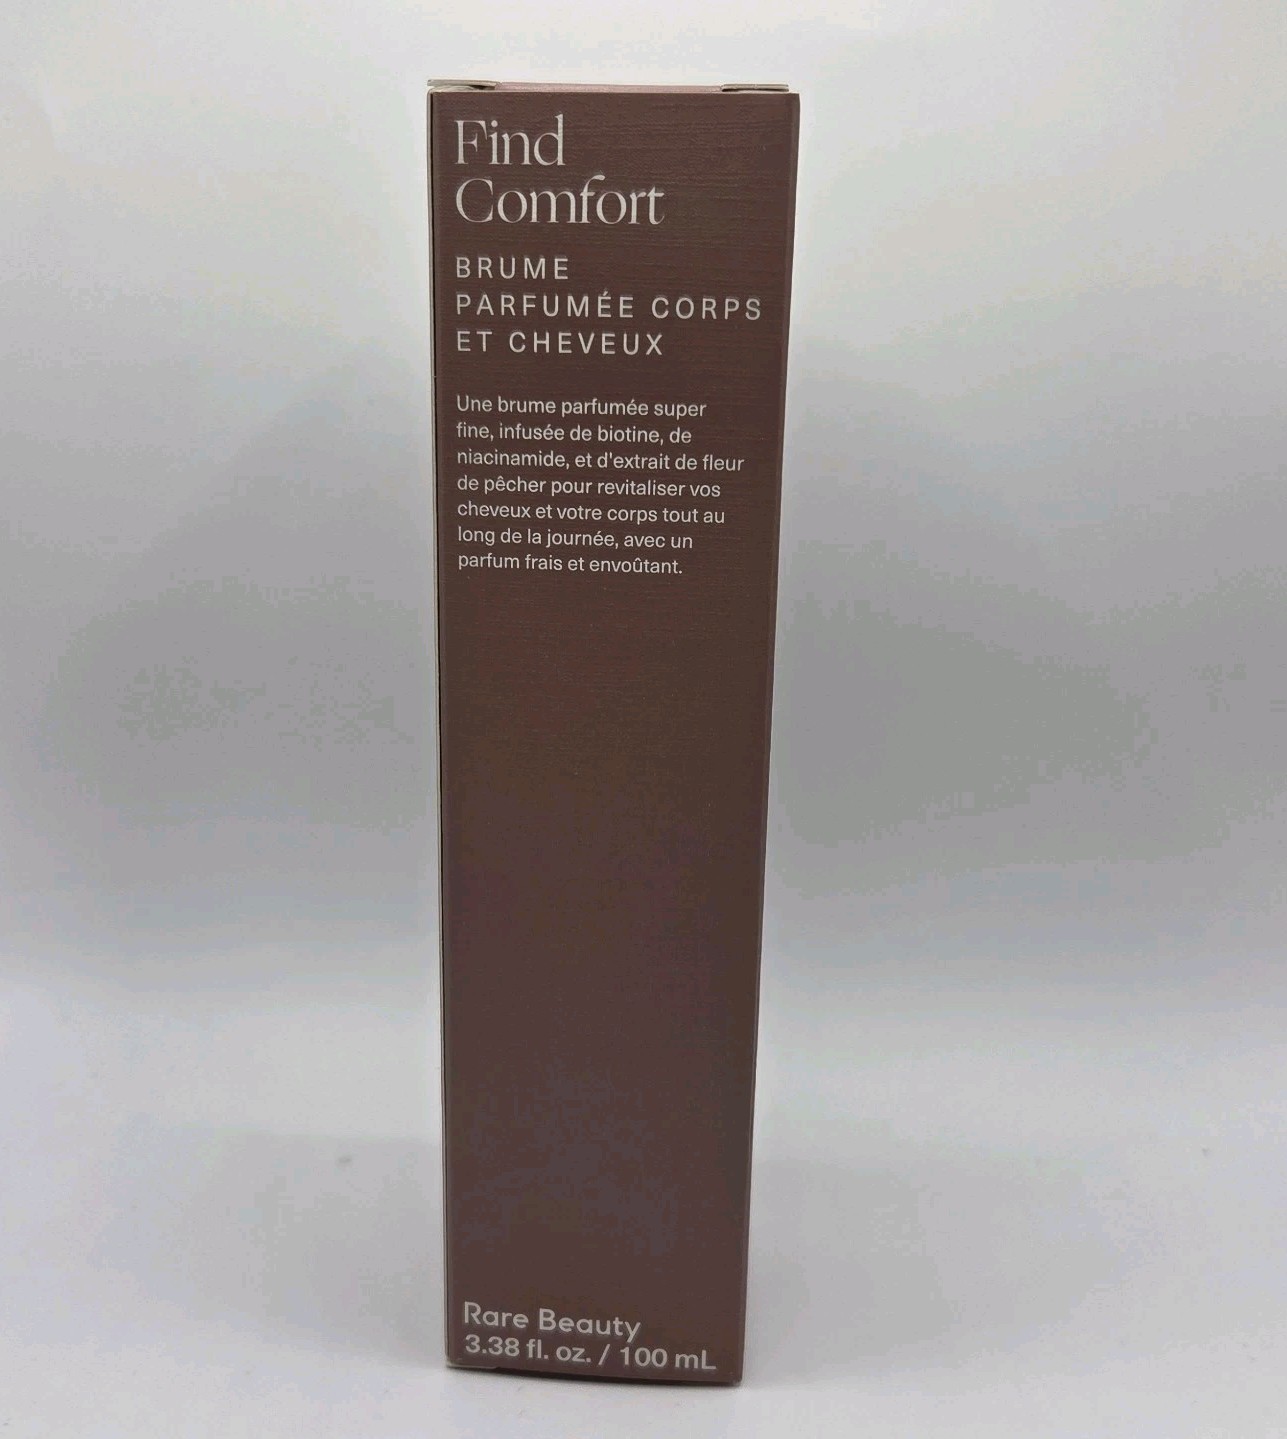 Find
Comfort
BRUME
PARFUMÉE CORPS
ET CHEVEUX
Une brume parfumée super
fine, infusée de biotine, de
niacinamide, et d'extrait de fleur
de pêcher pour revitaliser vos
cheveux et votre corps tout au
long de la journée, avec un
parfum frais et envoûtant.
Rare Beauty
3.38 fl. oz. / 100 mL